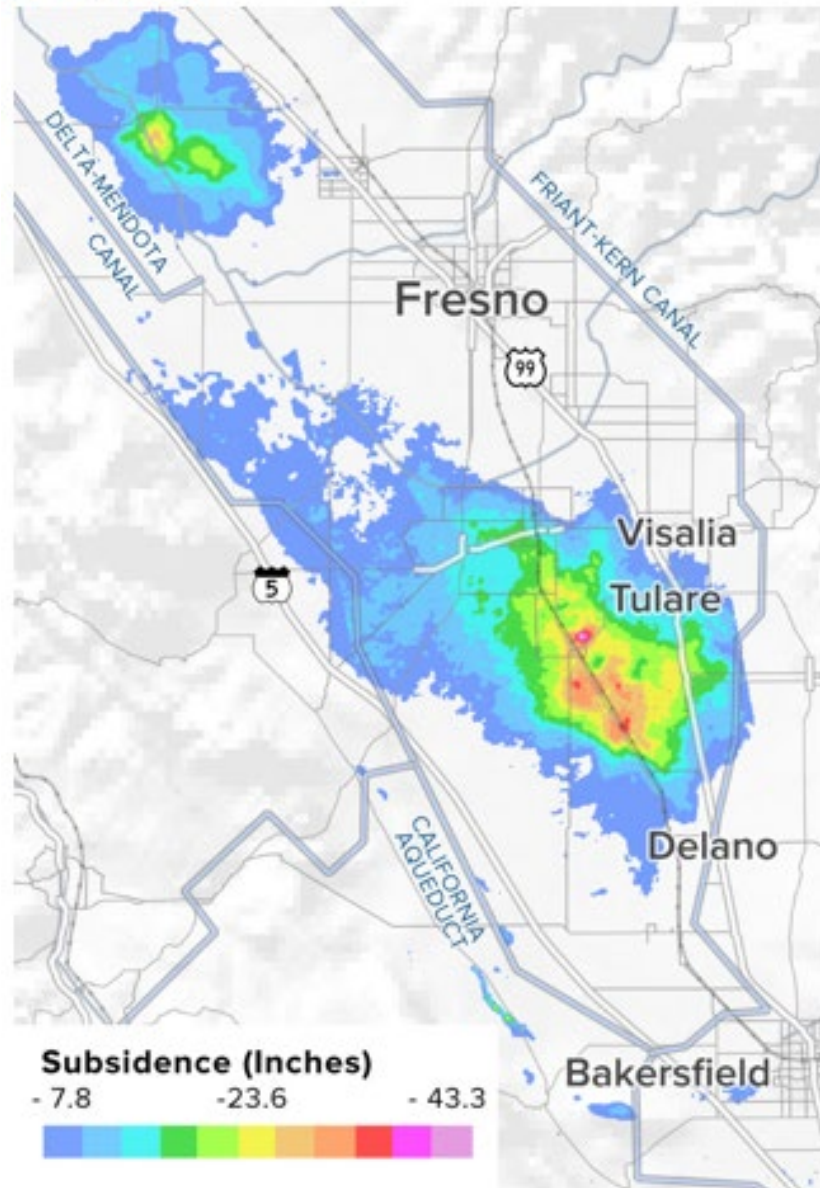 DELTA-MENDOTA
CANAL
FRIANT-KERN CANAL
Fresno
99
Visalia
5
Tulare
Delano
CALIFORNIA
AQUEDUCT
Subsidence (Inches)
- 7.8 -23.6 - 43.3
Bakersfield